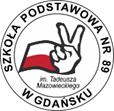 SZKOŁA PODSTAWOWA NR 89
im. Tadeusza
Mazowieckiego
W GDAŃSKU